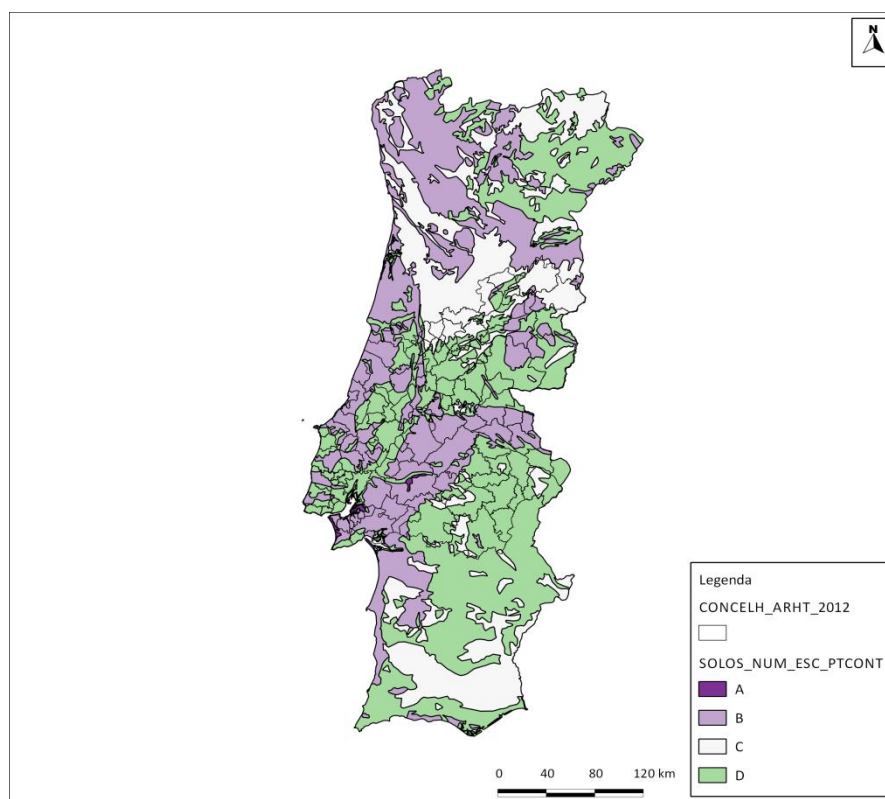 N
Legenda
CONCELH_ARHT_2012
SOLOS_NUM_ESC_PTCONT
A
B
C
D
0 40 80 120 km